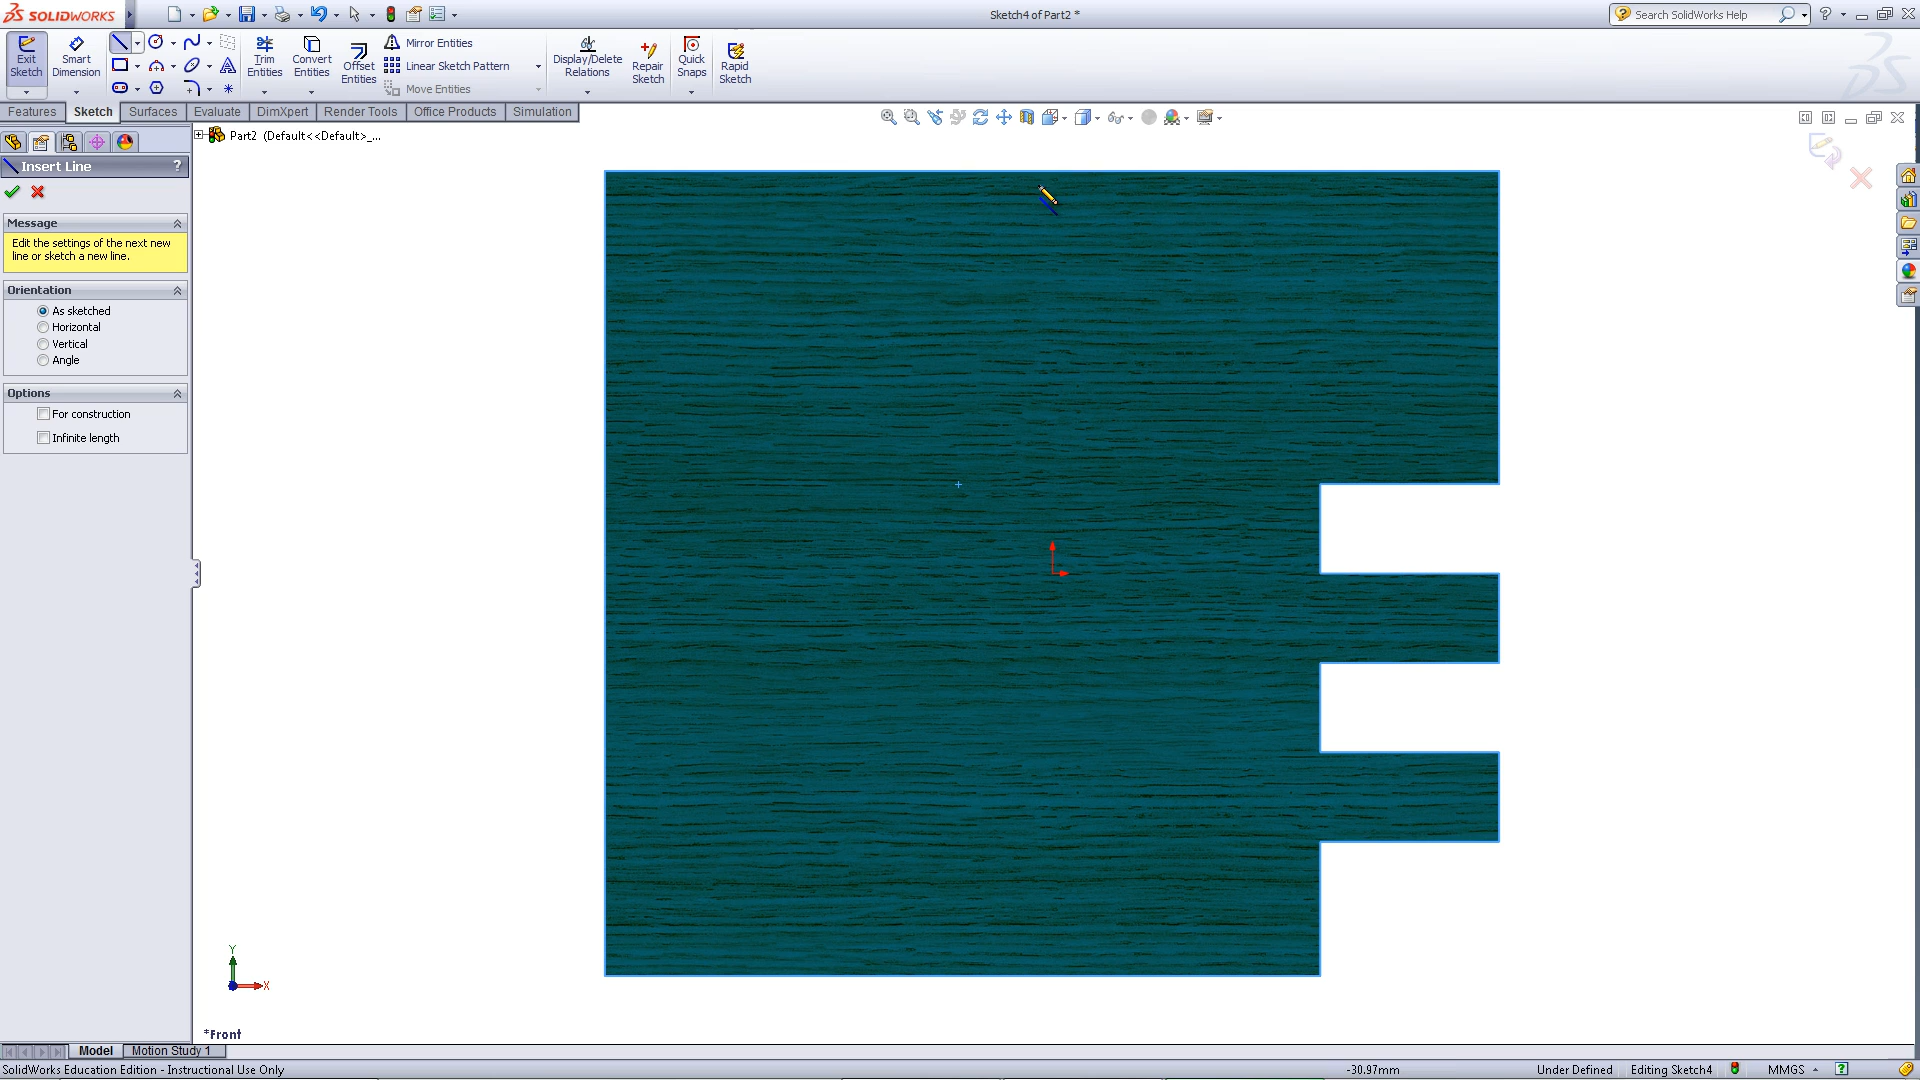 SOLIDWORKS
Sketch4 of Part2 *
Search SolidWorks Help
Exit Sketch
Smart Dimension
Trim Entities
Convert Entities
Offset Entities
Mirror Entities
Linear Sketch Pattern
Move Entities
Display/Delete Relations
Repair Sketch
Quick Snaps
Rapid Sketch
Features
Sketch
Surfaces
Evaluate
DimXpert
Render Tools
Office Products
Simulation
Part2 (Default<<Default>_...
Insert Line
?
Message
Edit the settings of the next new
line or sketch a new line.
Orientation
As sketched
Horizontal
Vertical
Angle
Options
For construction
Infinite length
Y
X
*Front
Model
Motion Study 1
SolidWorks Education Edition - Instructional Use Only
-30.97mm
Under Defined
Editing Sketch4
MMGS